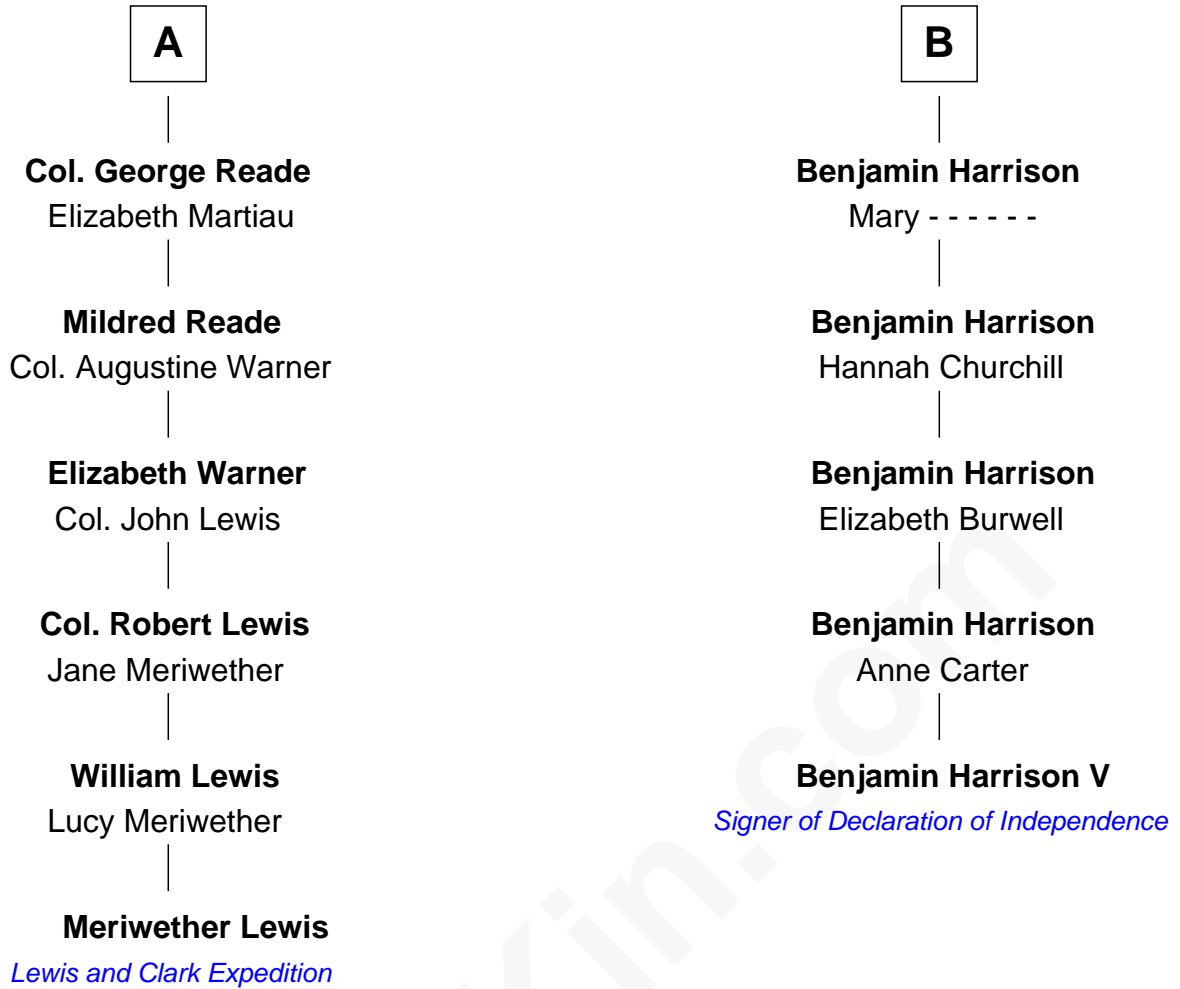 A
Col. George Reade
Elizabeth Martiau
Mildred Reade
Col. Augustine Warner
Elizabeth Warner
Col. John Lewis
Col. Robert Lewis
Jane Meriwether
William Lewis
Lucy Meriwether
Meriwether Lewis
Lewis and Clark Expedition
B
Benjamin Harrison
Mary - - - - - -
Benjamin Harrison
Hannah Churchill
Benjamin Harrison
Elizabeth Burwell
Benjamin Harrison
Anne Carter
Benjamin Harrison V
Signer of Declaration of Independence
Kin.com